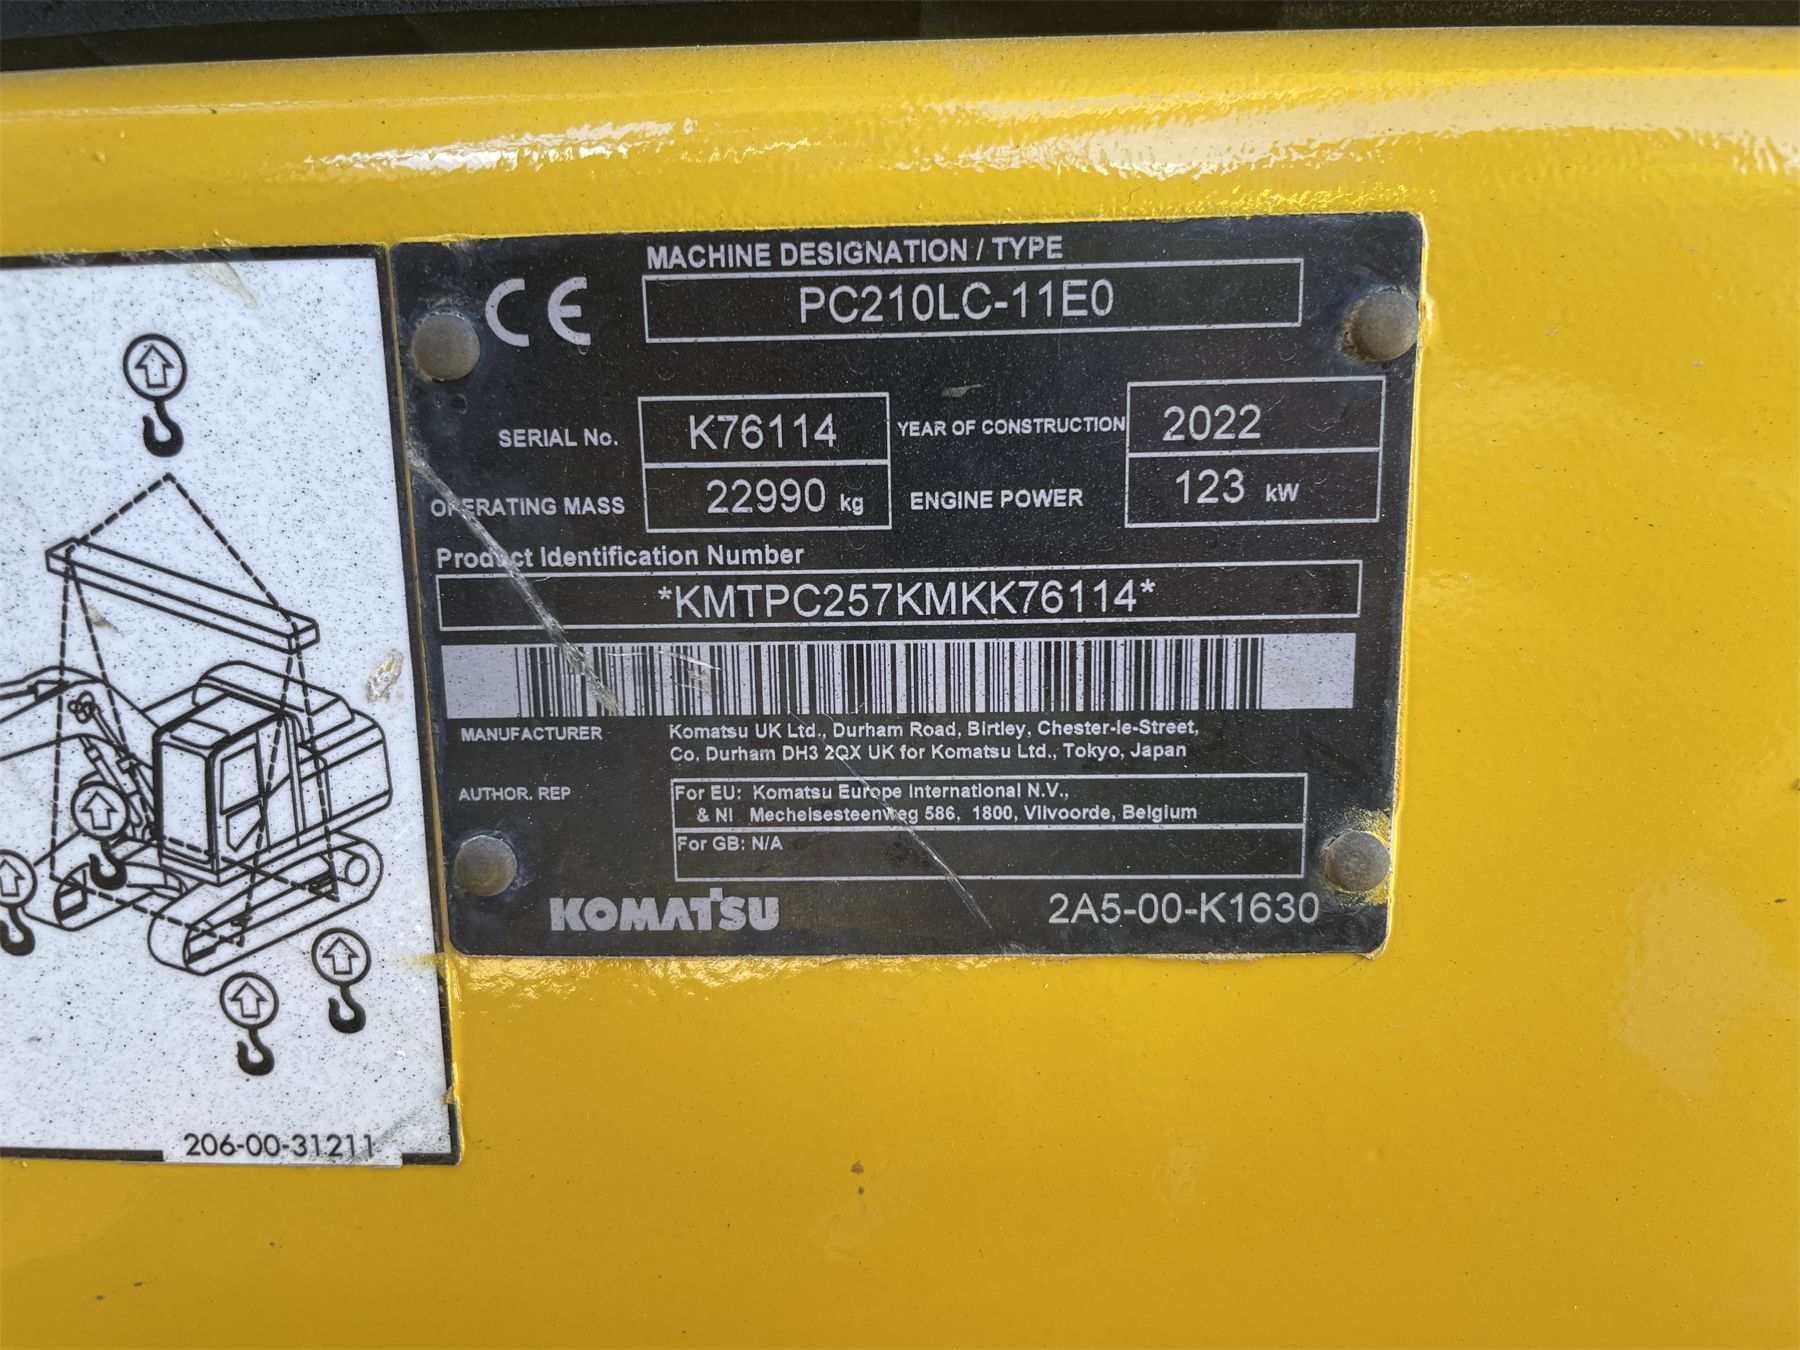 MACHINE DESIGNATION / TYPE
CE
PC210LC-11E0
SERIAL No. K76114 YEAR OF CONSTRUCTION 2022
OPERATING MASS 22990 kg ENGINE POWER 123 kW
Product Identification Number
*KMTPC257KMKK76114*
MANUFACTURER Komatsu UK Ltd., Durham Road, Birtley, Chester-le-Street,
Co. Durham DH3 2QX UK for Komatsu Ltd., Tokyo, Japan
AUTHOR. REP For EU: Komatsu Europe International N.V.,
& NI Mechelsesteenweg 586, 1800, Vilvoorde, Belgium
For GB: N/A
KOMATSU 2A5-00-K1630
206-00-31211